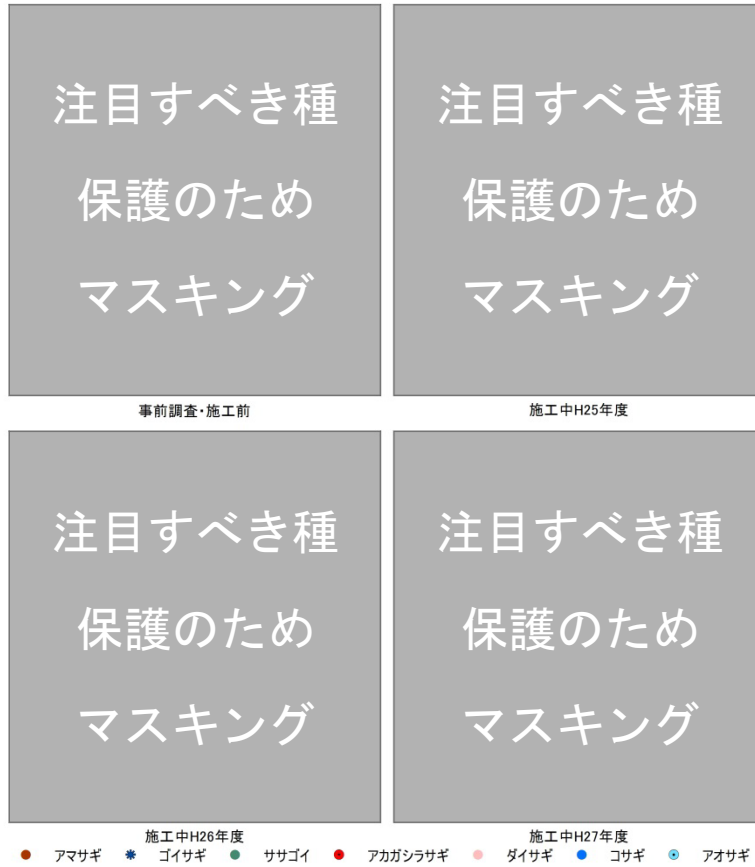 注目すべき種
保護のため
マスキング
事前調査・施工前
注目すべき種
保護のため
マスキング
施工中H25年度
注目すべき種
保護のため
マスキング
施工中H26年度
注目すべき種
保護のため
マスキング
施工中H27年度
アマサギ ゴイサギ ササゴイ アカガシラサギ ダイサギ コサギ アオサギ